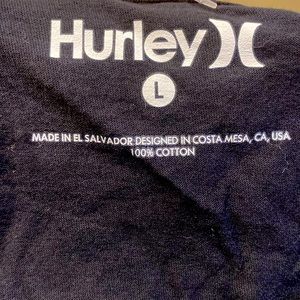 Hurley
L
MADE IN EL SALVADOR DESIGNED IN COSTA MESA, CA, USA
100% COTTON